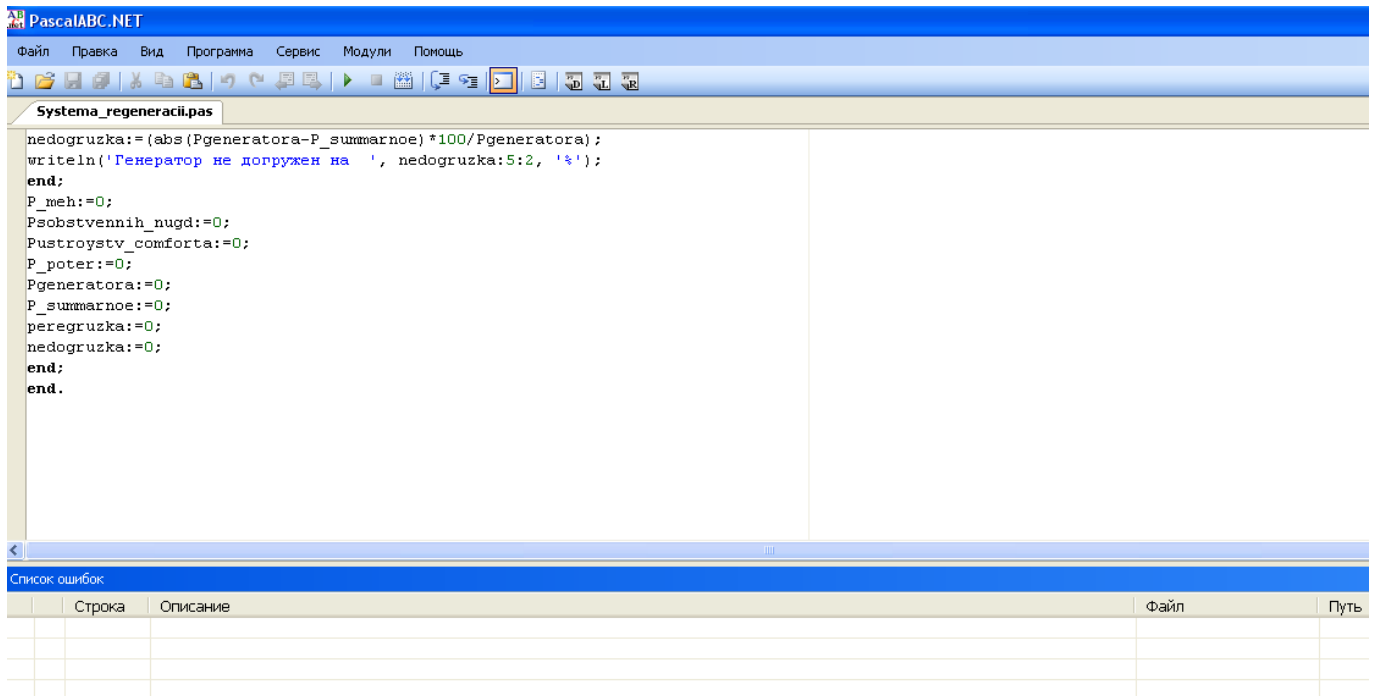 PascalABC.NET
Файл Правка Вид Программа Сервис Модули Помощь
Systema_regeneracii.pas
nedogruzka:=(abs(Pgeneratora-P_summarnoe)*100/Pgeneratora);
writeln('Генератор не догружен на  ', nedogruzka:5:2, '%');
end;
P_meh:=0;
Psobstvennih_nugd:=0;
Pustroystv_comforta:=0;
P_poter:=0;
Pgeneratora:=0;
P_summarnoe:=0;
peregruzka:=0;
nedogruzka:=0;
end;
end.
Список ошибок
Строка Описание Файл Путь